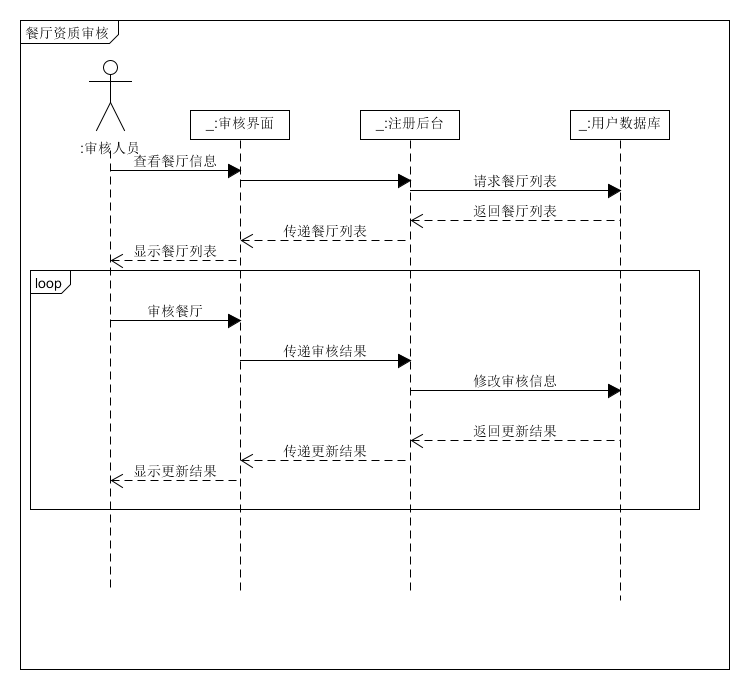 餐厅资质审核
_:审核界面
_:注册后台
_:用户数据库
:审核人员
查看餐厅信息
请求餐厅列表
返回餐厅列表
传递餐厅列表
显示餐厅列表
loop
审核餐厅
传递审核结果
修改审核信息
返回更新结果
传递更新结果
显示更新结果